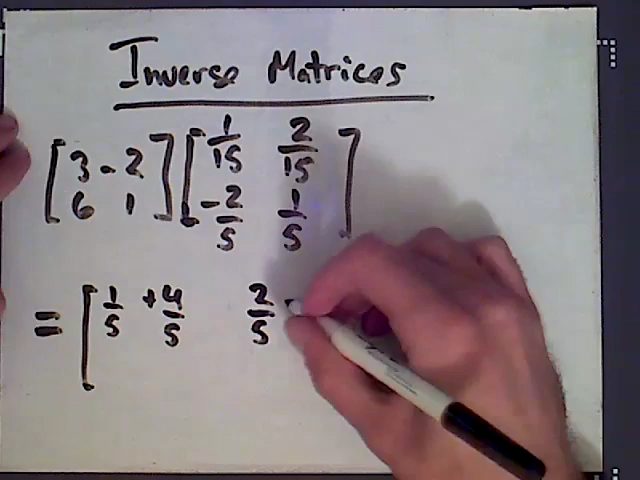 Inverse Matrices
[3 -2] [1/15 2/15]
[6 1] [-2/5 1/5]
= [1/5 +4/5 2/5